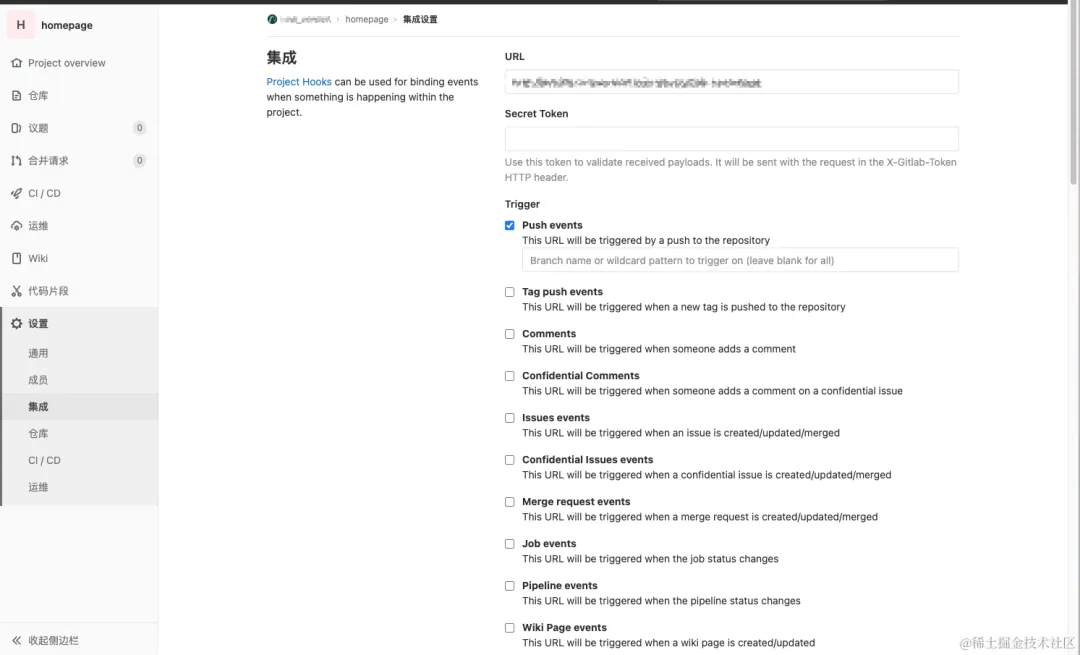 H homepage
Project overview
仓库
议题 0
合并请求 0
CI / CD
运维
Wiki
代码片段
设置
通用
成员
集成
仓库
CI / CD
运维
收起侧边栏
› homepage › 集成设置
集成
Project Hooks can be used for binding events
when something is happening within the
project.
URL
Secret Token
Use this token to validate received payloads. It will be sent with the request in the X-Gitlab-Token
HTTP header.
Trigger
Push events
This URL will be triggered by a push to the repository
Branch name or wildcard pattern to trigger on (leave blank for all)
Tag push events
This URL will be triggered when a new tag is pushed to the repository
Comments
This URL will be triggered when someone adds a comment
Confidential Comments
This URL will be triggered when someone adds a comment on a confidential issue
Issues events
This URL will be triggered when an issue is created/updated/merged
Confidential Issues events
This URL will be triggered when a confidential issue is created/updated/merged
Merge request events
This URL will be triggered when a merge request is created/updated/merged
Job events
This URL will be triggered when the job status changes
Pipeline events
This URL will be triggered when the pipeline status changes
Wiki Page events
This URL will be triggered when a wiki page is created/updated
@稀土掘金技术社区